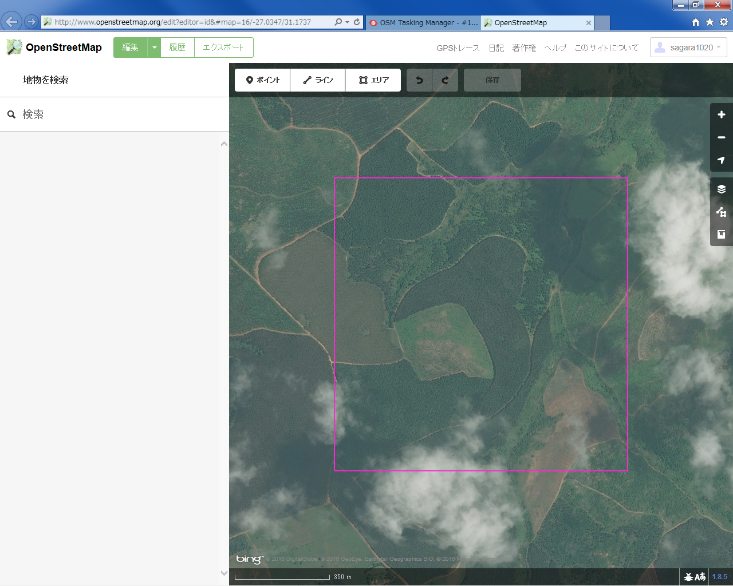 http://www.openstreetmap.org/edit?editor=id&#map=16/-27.0347/31.1737
OSM Tasking Manager - #1...
OpenStreetMap
OpenStreetMap
編集
履歴
エクスポート
GPSトレース
日記
著作権
ヘルプ
このサイトについて
sagara1020
地物を検索
検索
ポイント
ライン
エリア
保存
bing
350 m
Aあ
1.8.5